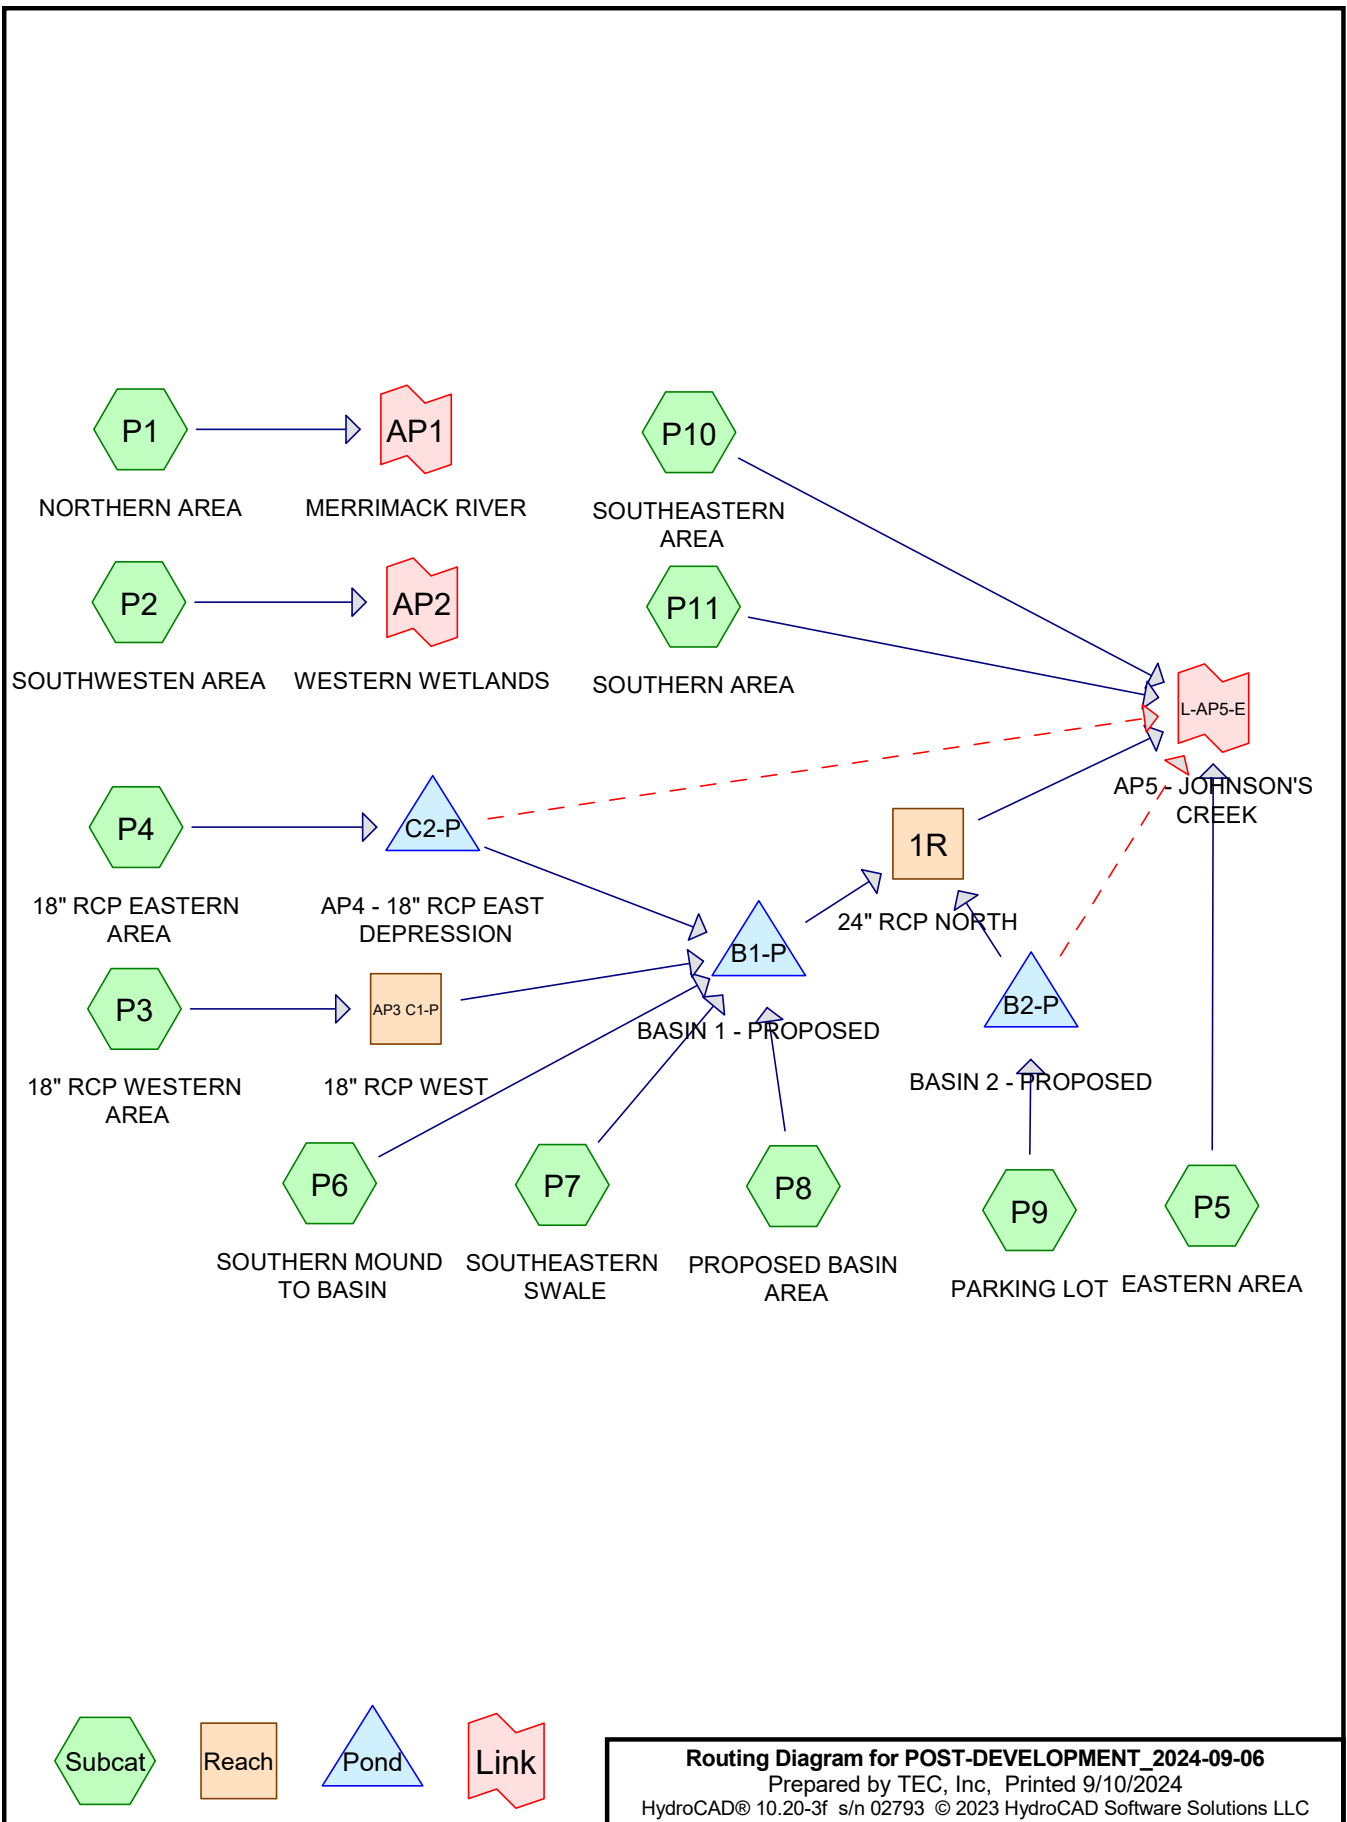 P1
AP1
P10
NORTHERN AREA
MERRIMACK RIVER
SOUTHEASTERN
AREA
P2
AP2
P11
SOUTHWESTEN AREA
WESTERN WETLANDS
SOUTHERN AREA
L-AP5-E
AP5 - JOHNSON'S
CREEK
P4
C2-P
1R
18" RCP EASTERN
AREA
AP4 - 18" RCP EAST
DEPRESSION
24" RCP NORTH
B1-P
P3
AP3 C1-P
B2-P
BASIN 1 - PROPOSED
18" RCP WESTERN
AREA
18" RCP WEST
BASIN 2 - PROPOSED
P6
P7
P8
P9
P5
SOUTHERN MOUND
TO BASIN
SOUTHEASTERN
SWALE
PROPOSED BASIN
AREA
PARKING LOT
EASTERN AREA
Subcat
Reach
Pond
Link
Routing Diagram for POST-DEVELOPMENT_2024-09-06
Prepared by TEC, Inc, Printed 9/10/2024
HydroCAD® 10.20-3f s/n 02793 © 2023 HydroCAD Software Solutions LLC